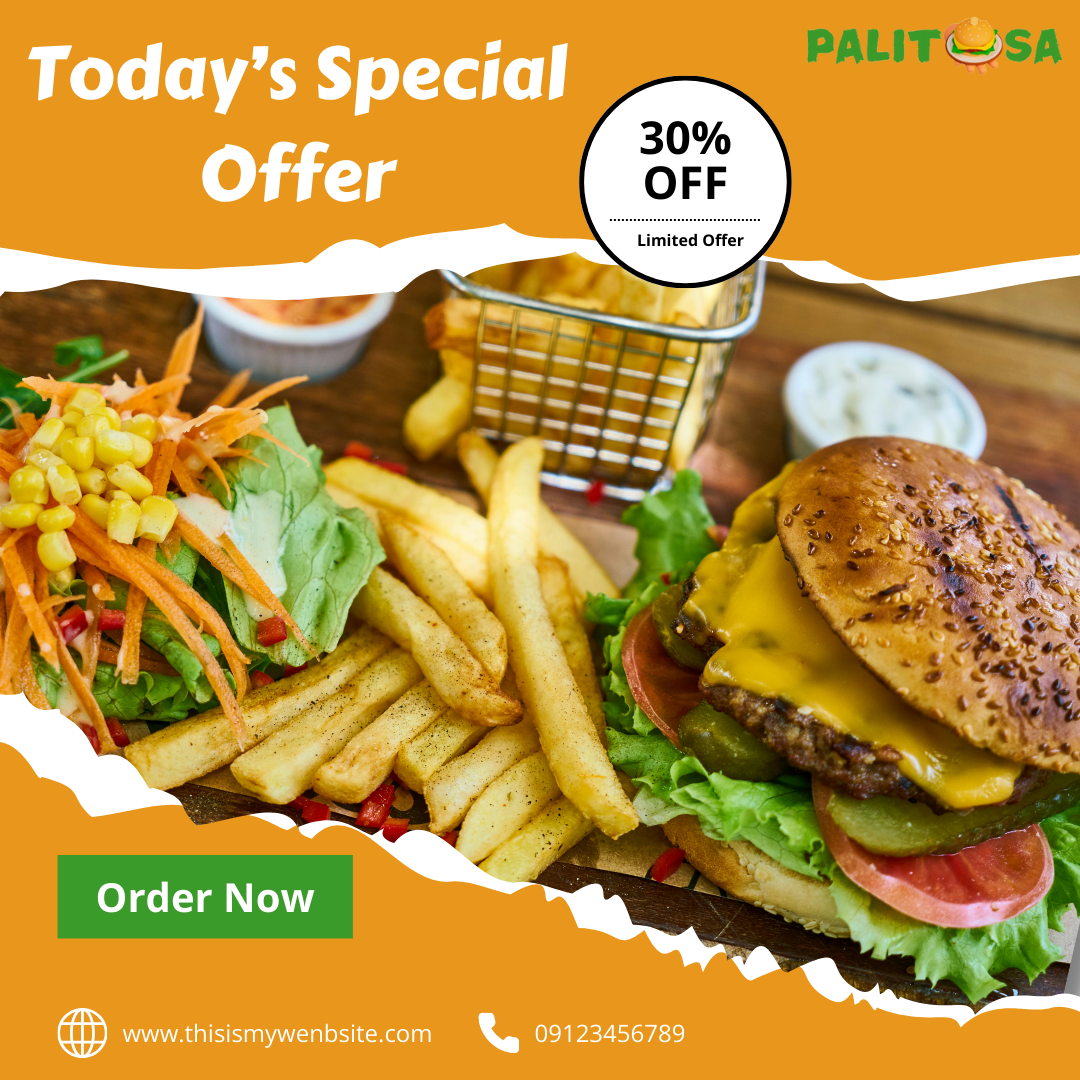 Today's Special
Offer
PALITOSA
30%
OFF
Limited Offer
Order Now
www.thisismywenbsite.com
09123456789